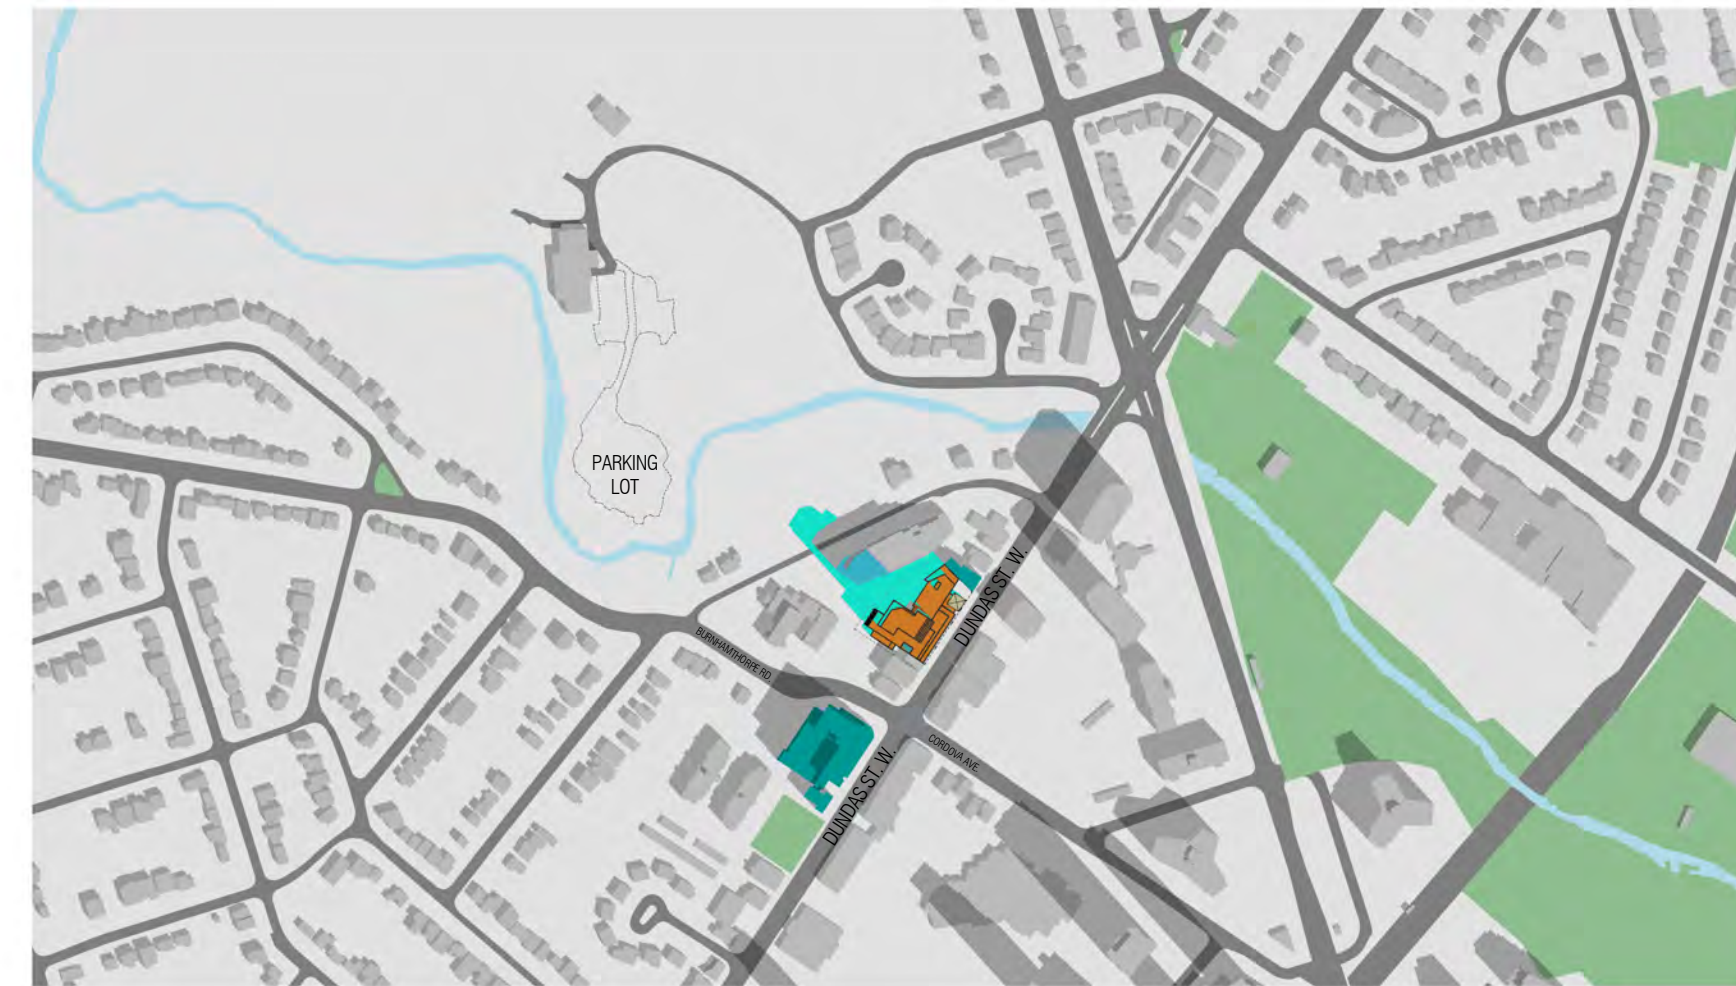 PARKING
LOT
DUNDAS ST. W.
BURNHAMTHORPE RD.
CORDOVA AVE.
DUNDAS ST. W.